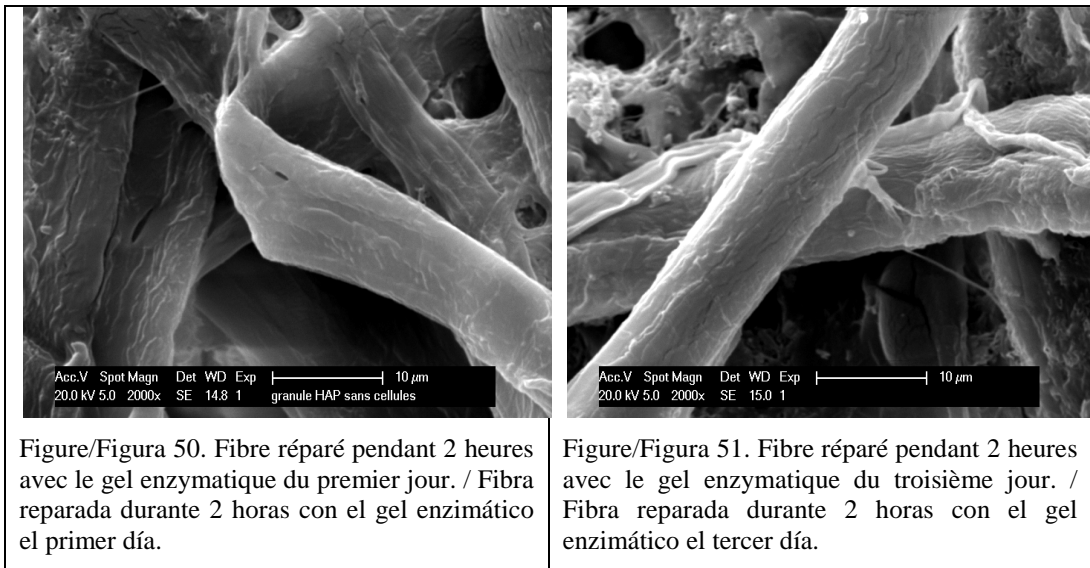 Acc.V Spot Magn Det WD Exp 10 µm
20.0 kV 5.0 2000x SE 14.8 1 granule HAP sans cellules
Acc.V Spot Magn Det WD Exp 10 µm
20.0 kV 5.0 2000x SE 15.0 1
Figure/Figura 50. Fibre réparé pendant 2 heures
avec le gel enzymatique du premier jour. / Fibra
reparada durante 2 horas con el gel enzimático
el primer día.
Figure/Figura 51. Fibre réparé pendant 2 heures
avec le gel enzymatique du troisième jour. /
Fibra reparada durante 2 horas con el gel
enzimático el tercer día.